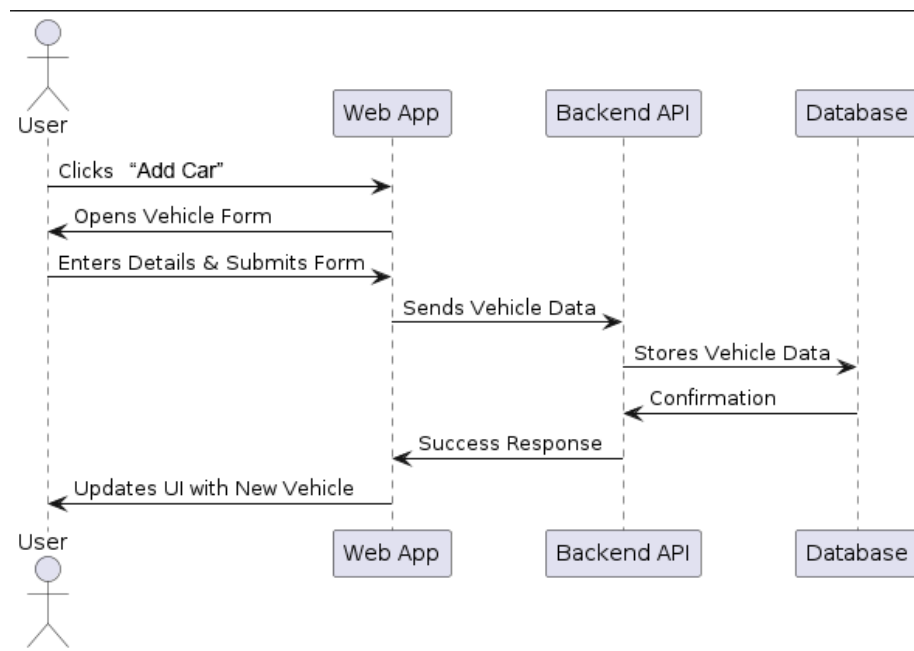 User
Web App
Backend API
Database
Clicks “Add Car”
Opens Vehicle Form
Enters Details & Submits Form
Sends Vehicle Data
Stores Vehicle Data
Confirmation
Success Response
Updates UI with New Vehicle
User
Web App
Backend API
Database